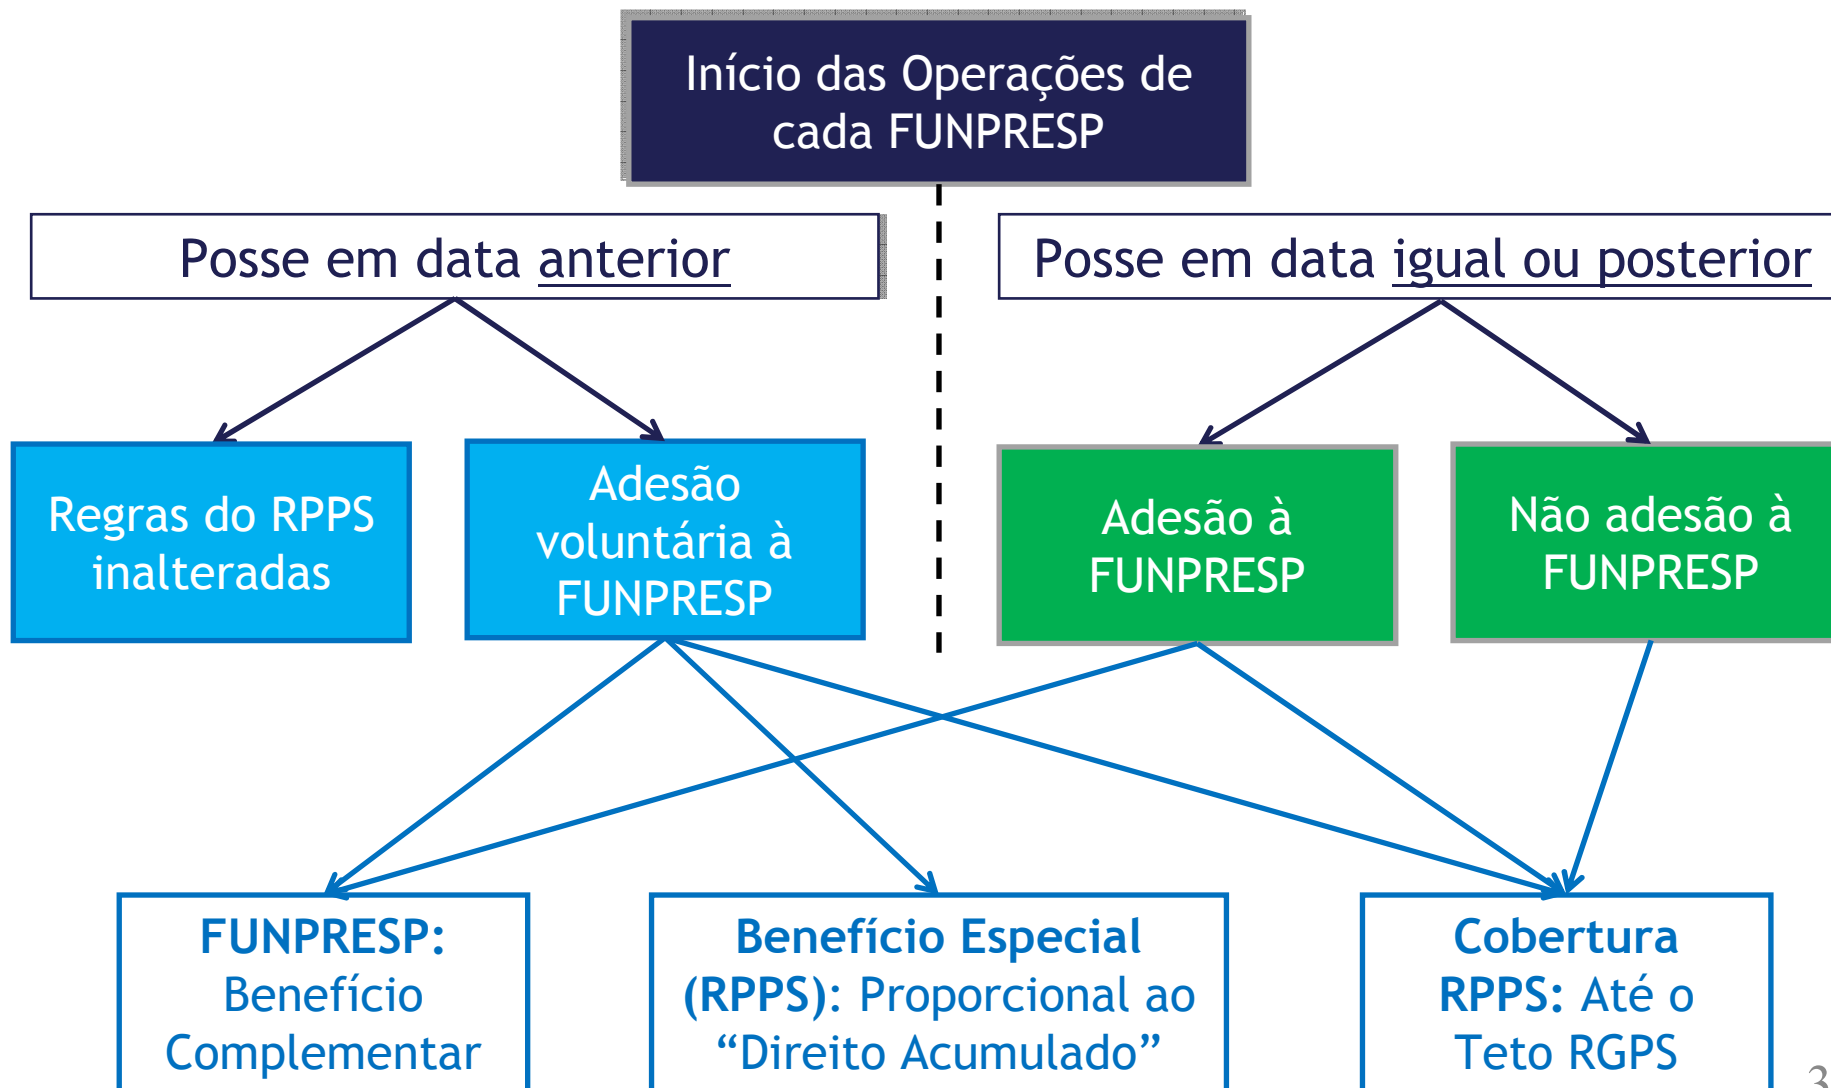 Início das Operações de
cada FUNPRESP
Posse em data anterior
Posse em data igual ou posterior
Regras do RPPS
inalteradas
Adesão
voluntária à
FUNPRESP
Adesão à
FUNPRESP
Não adesão à
FUNPRESP
FUNPRESP:
Benefício
Complementar
Benefício Especial
(RPPS): Proporcional ao
“Direito Acumulado”
Cobertura
RPPS: Até o
Teto RGPS